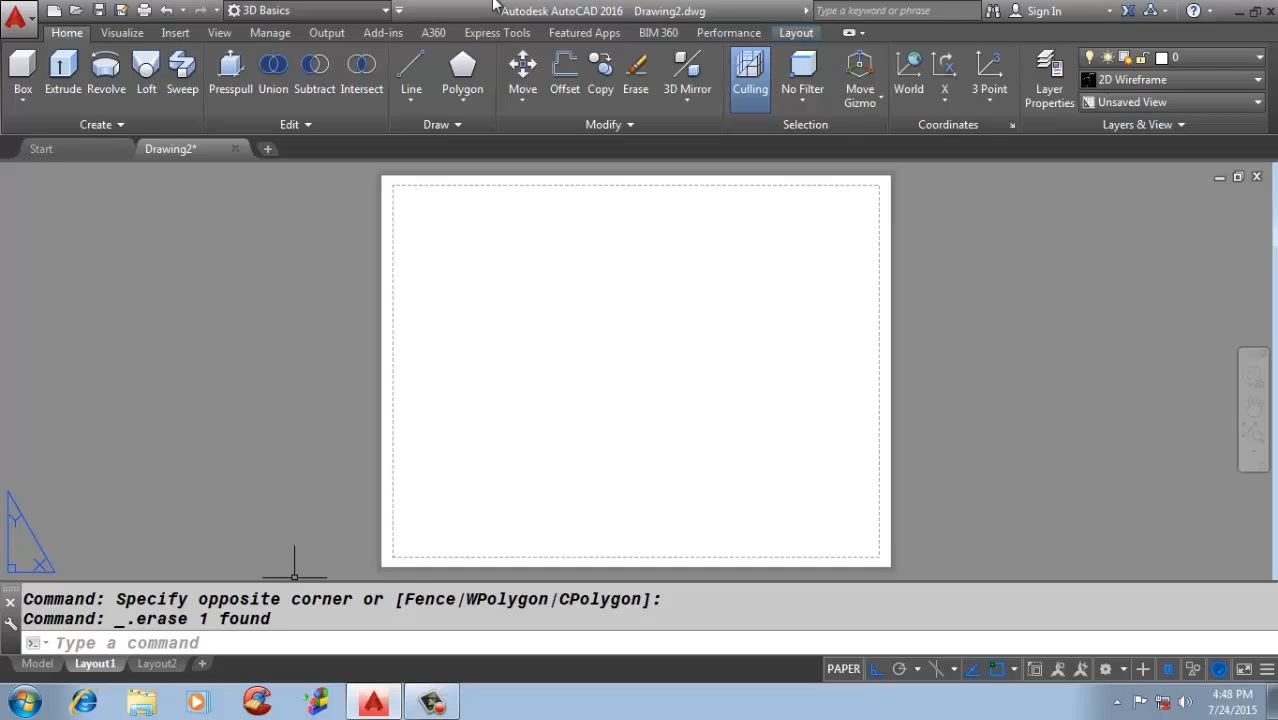 3D Basics
Autodesk AutoCAD 2016 Drawing2.dwg
Type a keyword or phrase
Sign In
Home Visualize Insert View Manage Output Add-ins A360 Express Tools Featured Apps BIM 360 Performance Layout
Box Extrude Revolve Loft Sweep Presspull Union Subtract Intersect Line Polygon Move Offset Copy Erase 3D Mirror Culling No Filter Move Gizmo World X 3 Point Layer Properties
0
2D Wireframe
Unsaved View
Create Edit Draw Modify Selection Coordinates Layers & View
Start Drawing2*
Y
X
Command: Specify opposite corner or [Fence/WPolygon/CPolygon]:
Command: _.erase 1 found
Type a command
Model Layout1 Layout2
PAPER
4:48 PM
7/24/2015